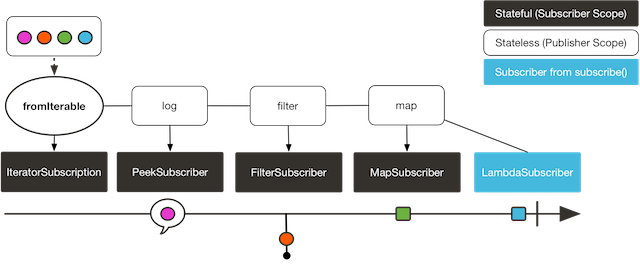 Stateful (Subscriber Scope)
Stateless (Publisher Scope)
Subscriber from subscribe()
fromIterable
log
filter
map
IteratorSubscription
PeekSubscriber
FilterSubscriber
MapSubscriber
LambdaSubscriber